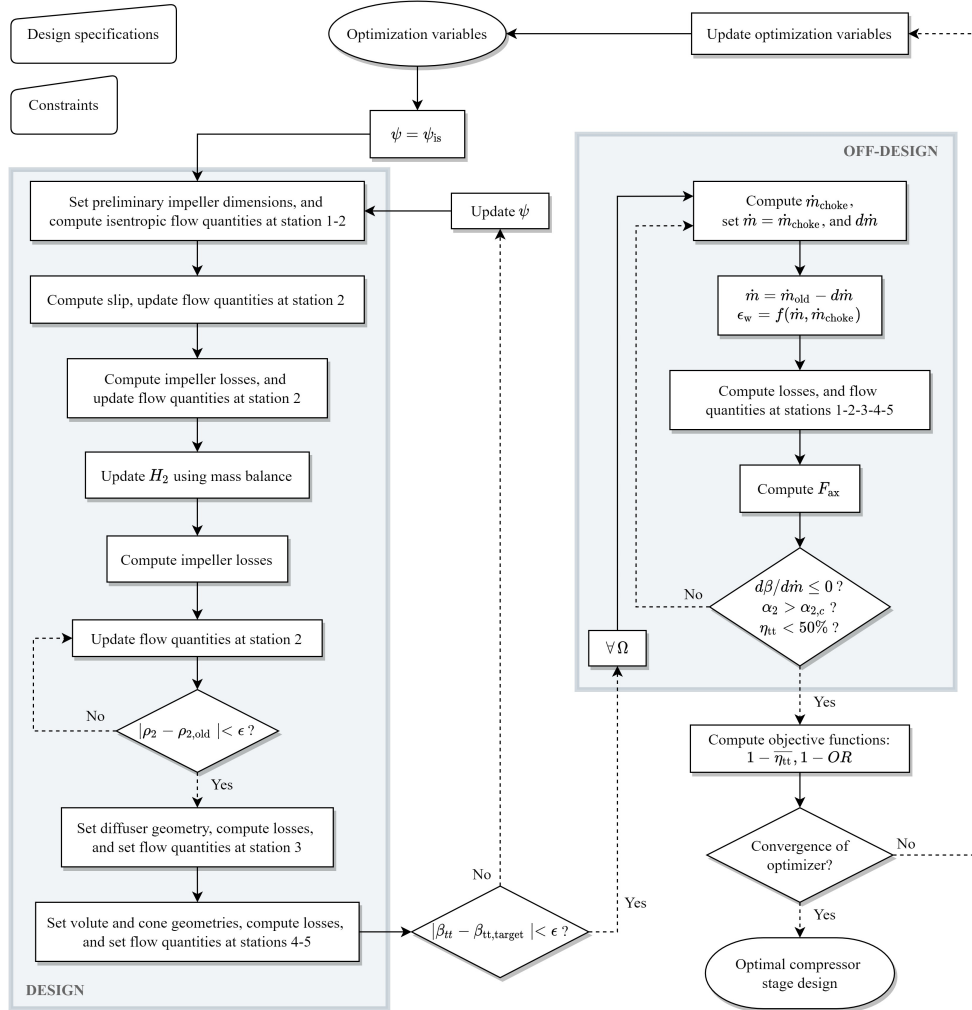 Design specifications
Constraints
Optimization variables
Update optimization variables
ψ = ψ_is
Set preliminary impeller dimensions, and
compute isentropic flow quantities at station 1-2
Update ψ
Compute slip, update flow quantities at station 2
Compute impeller losses, and
update flow quantities at station 2
Update H₂ using mass balance
Compute impeller losses
Update flow quantities at station 2
No
|ρ₂ − ρ_2,old | < ϵ ?
Yes
Set diffuser geometry, compute losses,
and set flow quantities at station 3
Set volute and cone geometries, compute losses,
and set flow quantities at stations 4-5
DESIGN
No
|β_tt − β_tt,target | < ϵ ?
Yes
∀ Ω
OFF-DESIGN
Compute ṁ_choke,
set ṁ = ṁ_choke, and dṁ
ṁ = ṁ_old − dṁ
ϵ_w = f(ṁ, ṁ_choke)
Compute losses, and flow
quantities at stations 1-2-3-4-5
Compute F_ax
No
dβ/dṁ ≤ 0 ?
α₂ > α_2,c ?
η_tt < 50% ?
Yes
Compute objective functions:
1 − η̅_tt, 1 − OR
Convergence of
optimizer?
No
Yes
Optimal compressor
stage design